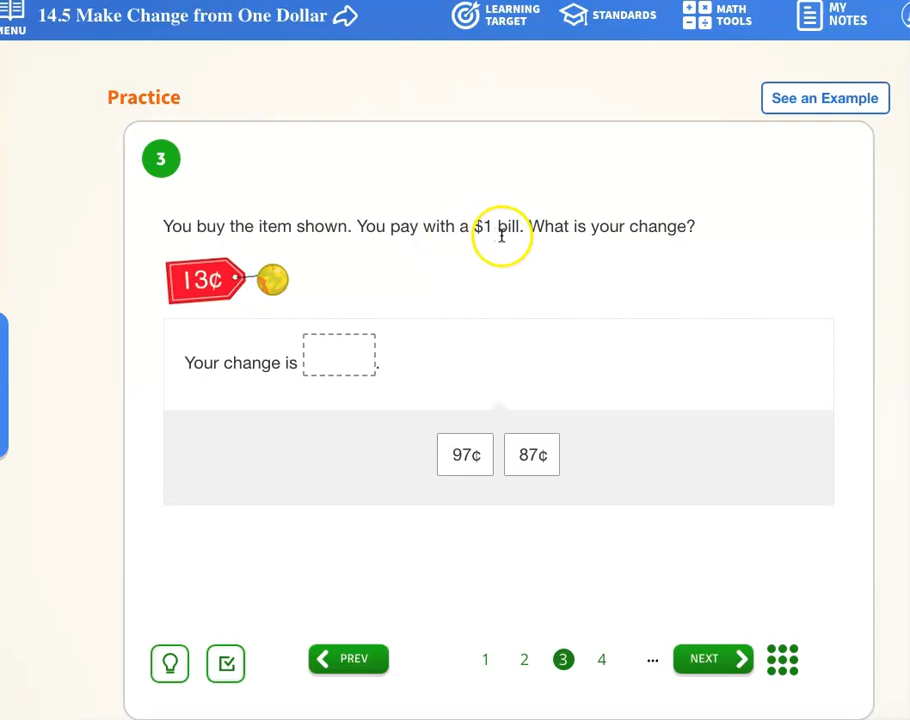 14.5 Make Change from One Dollar
MENU
LEARNING
TARGET
STANDARDS
MATH
TOOLS
MY
NOTES
Practice
See an Example
3
You buy the item shown. You pay with a $1 bill. What is your change?
13¢
Your change is .
97¢ 87¢
PREV 1 2 3 4 ... NEXT